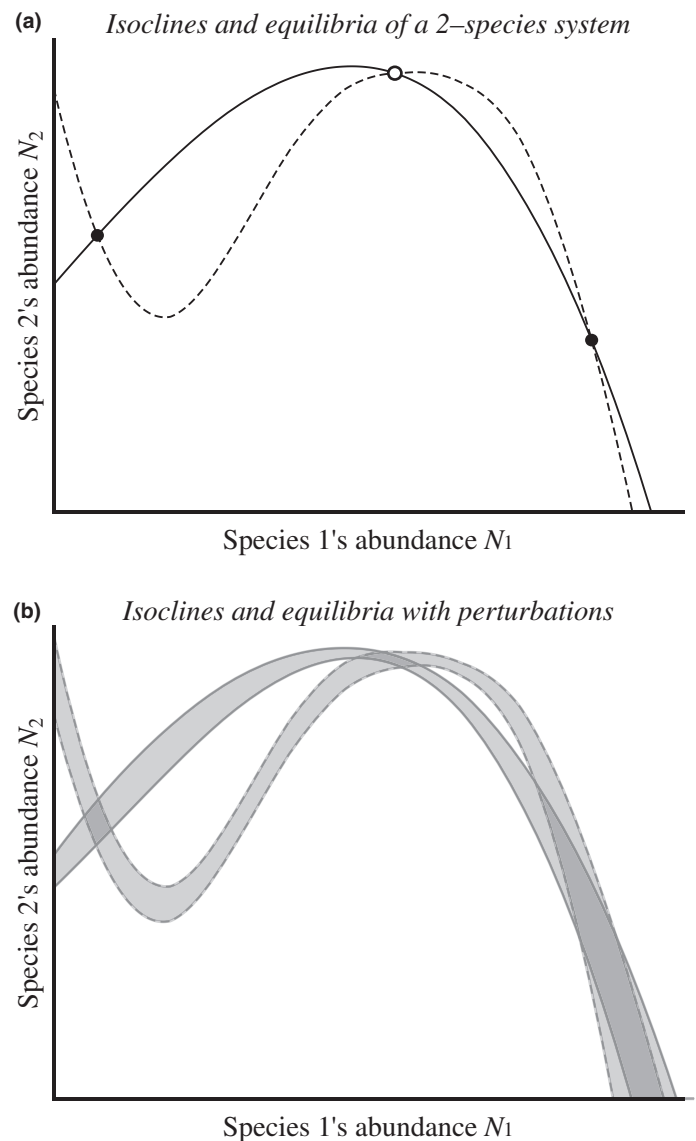 (a) Isoclines and equilibria of a 2–species system
Species 2's abundance N2
Species 1's abundance N1
(b) Isoclines and equilibria with perturbations
Species 2's abundance N2
Species 1's abundance N1